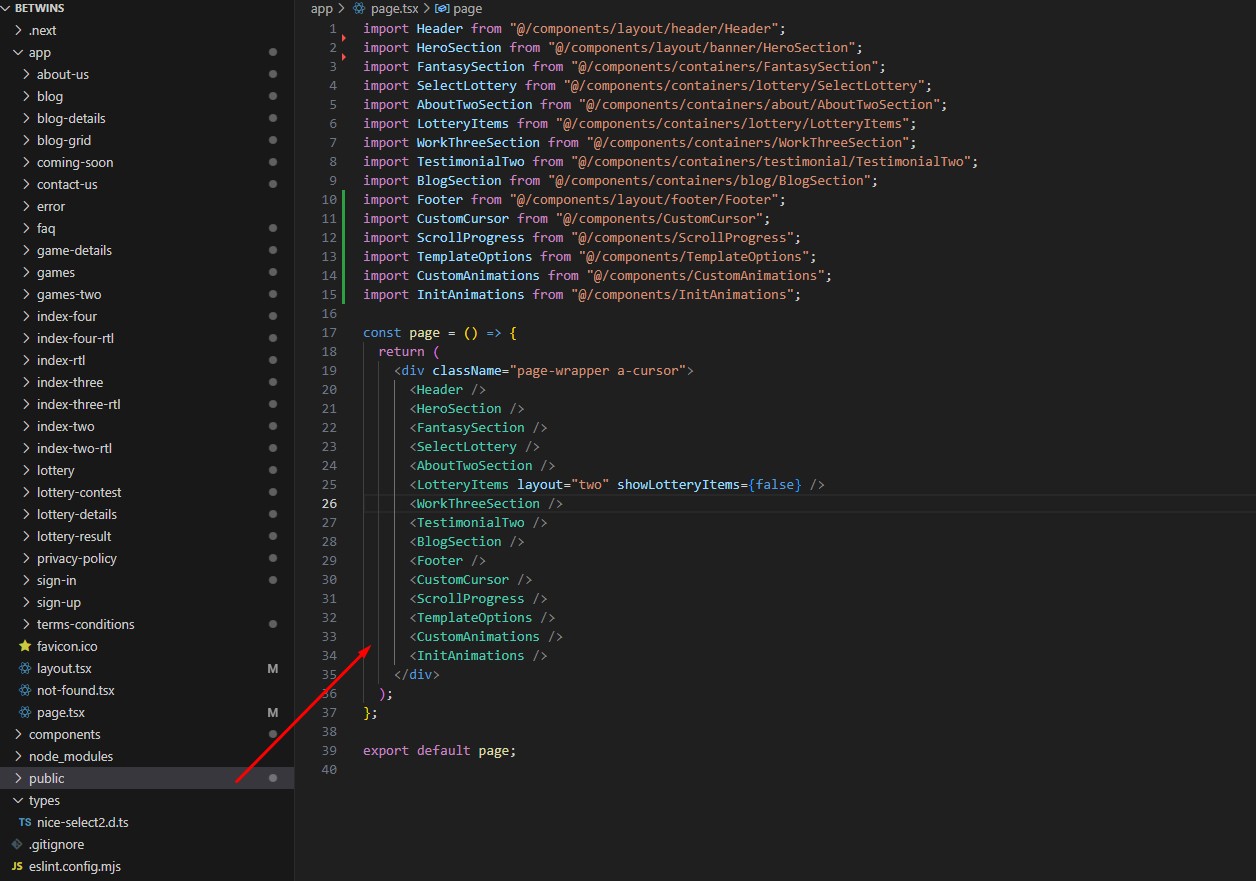 BETWINS
.next
app
about-us
blog
blog-details
blog-grid
coming-soon
contact-us
error
faq
game-details
games
games-two
index-four
index-four-rtl
index-rtl
index-three
index-three-rtl
index-two
index-two-rtl
lottery
lottery-contest
lottery-details
lottery-result
privacy-policy
sign-in
sign-up
terms-conditions
favicon.ico
layout.tsx M
not-found.tsx
page.tsx M
components
node_modules
public
types
TS nice-select2.d.ts
.gitignore
JS eslint.config.mjs
app > page.tsx > page
1 import Header from "@/components/layout/header/Header";
2 import HeroSection from "@/components/layout/banner/HeroSection";
3 import FantasySection from "@/components/containers/FantasySection";
4 import SelectLottery from "@/components/containers/lottery/SelectLottery";
5 import AboutTwoSection from "@/components/containers/about/AboutTwoSection";
6 import LotteryItems from "@/components/containers/lottery/LotteryItems";
7 import WorkThreeSection from "@/components/containers/WorkThreeSection";
8 import TestimonialTwo from "@/components/containers/testimonial/TestimonialTwo";
9 import BlogSection from "@/components/containers/blog/BlogSection";
10 import Footer from "@/components/layout/footer/Footer";
11 import CustomCursor from "@/components/CustomCursor";
12 import ScrollProgress from "@/components/ScrollProgress";
13 import TemplateOptions from "@/components/TemplateOptions";
14 import CustomAnimations from "@/components/CustomAnimations";
15 import InitAnimations from "@/components/InitAnimations";
16
17 const page = () => {
18 return (
19 <div className="page-wrapper a-cursor">
20 <Header />
21 <HeroSection />
22 <FantasySection />
23 <SelectLottery />
24 <AboutTwoSection />
25 <LotteryItems layout="two" showLotteryItems={false} />
26 <WorkThreeSection />
27 <TestimonialTwo />
28 <BlogSection />
29 <Footer />
30 <CustomCursor />
31 <ScrollProgress />
32 <TemplateOptions />
33 <CustomAnimations />
34 <InitAnimations />
35 </div>
36 );
37 };
38
39 export default page;
40